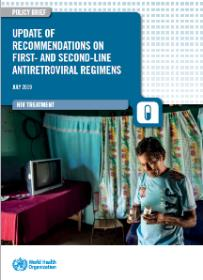 POLICY BRIEF
UPDATE OF
RECOMMENDATIONS ON
FIRST- AND SECOND-LINE
ANTIRETROVIRAL REGIMENS
JULY 2019
HIV TREATMENT
World Health
Organization